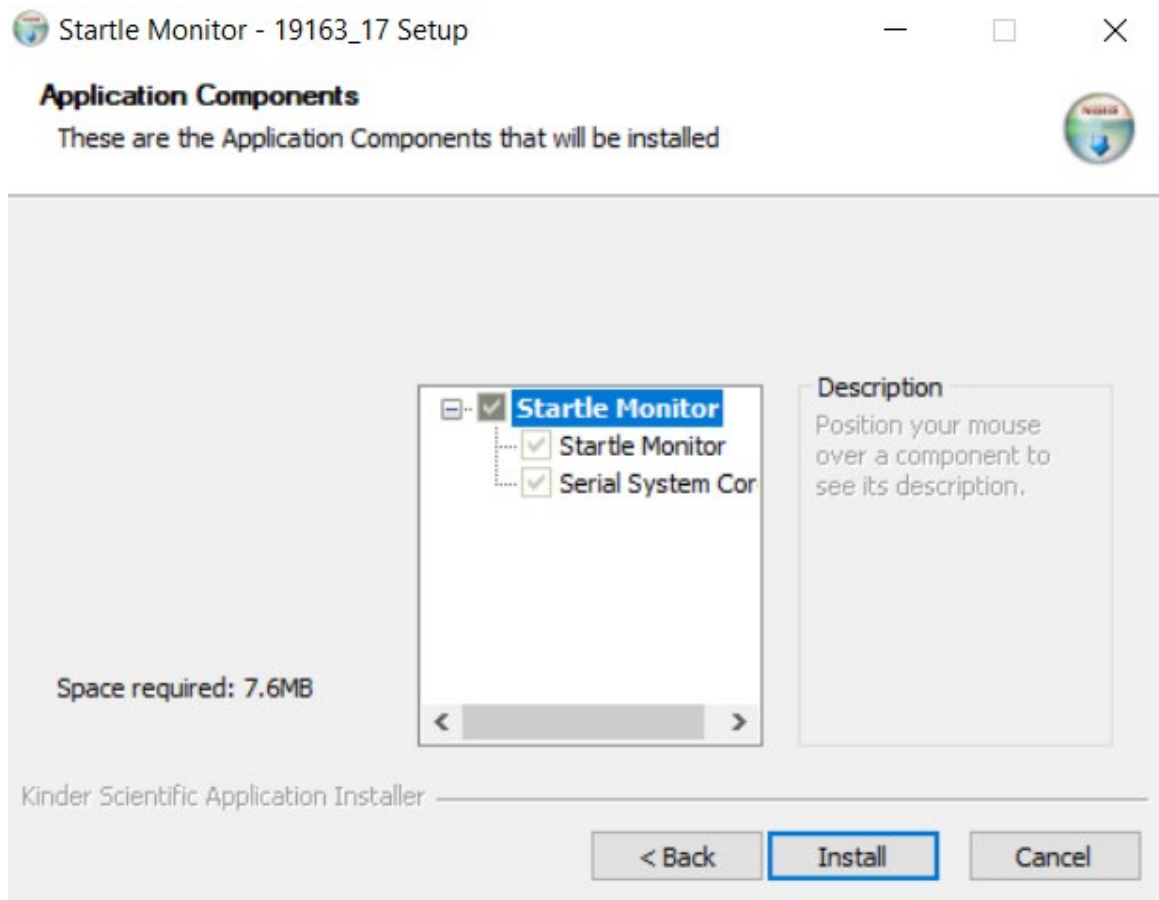 Startle Monitor - 19163_17 Setup
Application Components
These are the Application Components that will be installed
Startle Monitor
Startle Monitor
Serial System Cor
Description
Position your mouse
over a component to
see its description.
Space required: 7.6MB
Kinder Scientific Application Installer
< Back
Install
Cancel